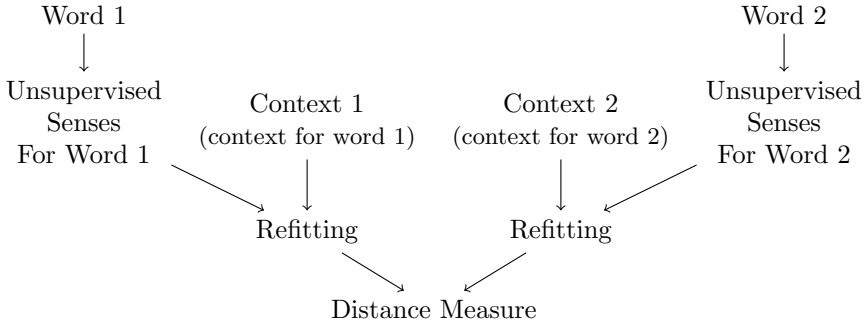 Word 1
Word 2
Unsupervised
Senses
For Word 1
Context 1
(context for word 1)
Context 2
(context for word 2)
Unsupervised
Senses
For Word 2
Refitting
Refitting
Distance Measure